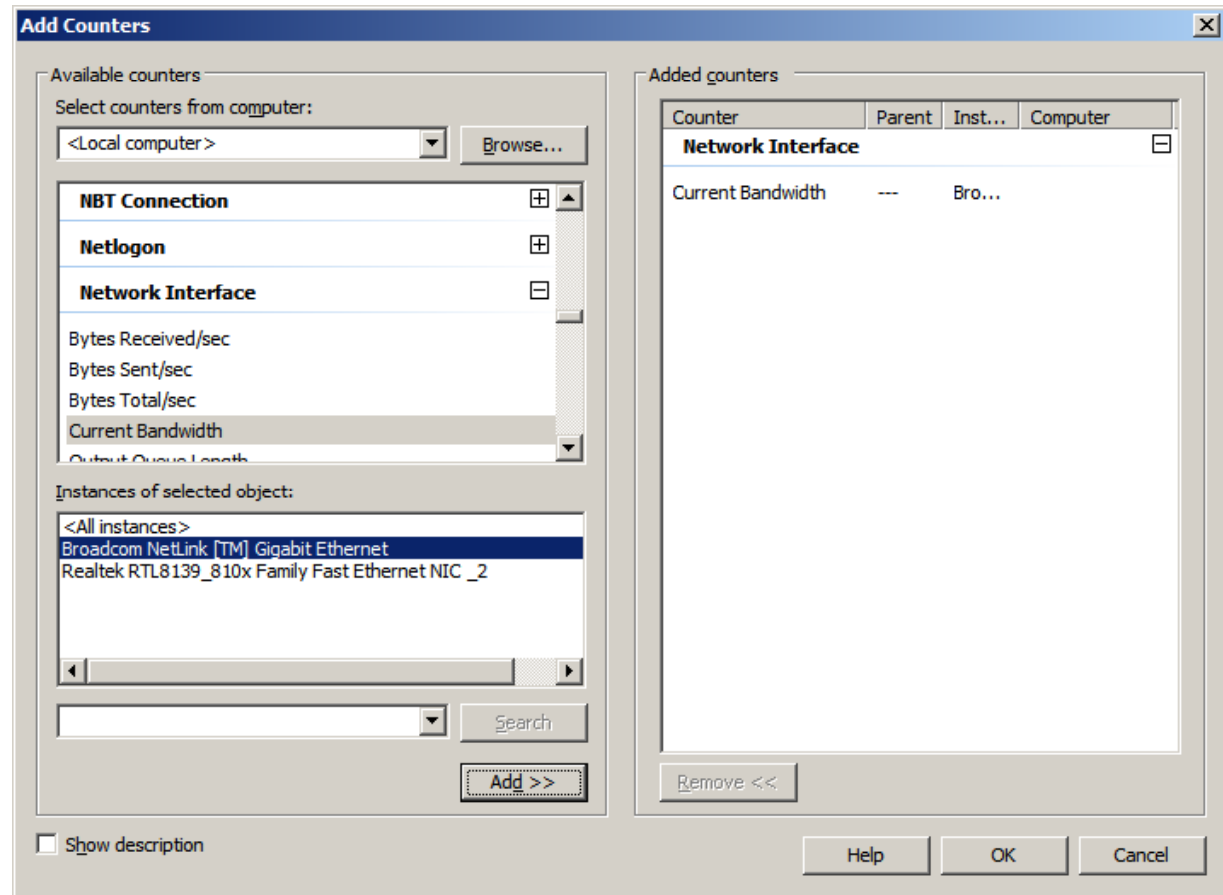 Add Counters
Available counters
Select counters from computer:
<Local computer>
Browse...
NBT Connection
Netlogon
Network Interface
Bytes Received/sec
Bytes Sent/sec
Bytes Total/sec
Current Bandwidth
Output Queue Length
Instances of selected object:
<All instances>
Broadcom NetLink [TM] Gigabit Ethernet
Realtek RTL8139_810x Family Fast Ethernet NIC _2
Search
Add >>
Show description
Added counters
Counter Parent Inst... Computer
Network Interface
Current Bandwidth --- Bro...
Remove <<
Help OK Cancel